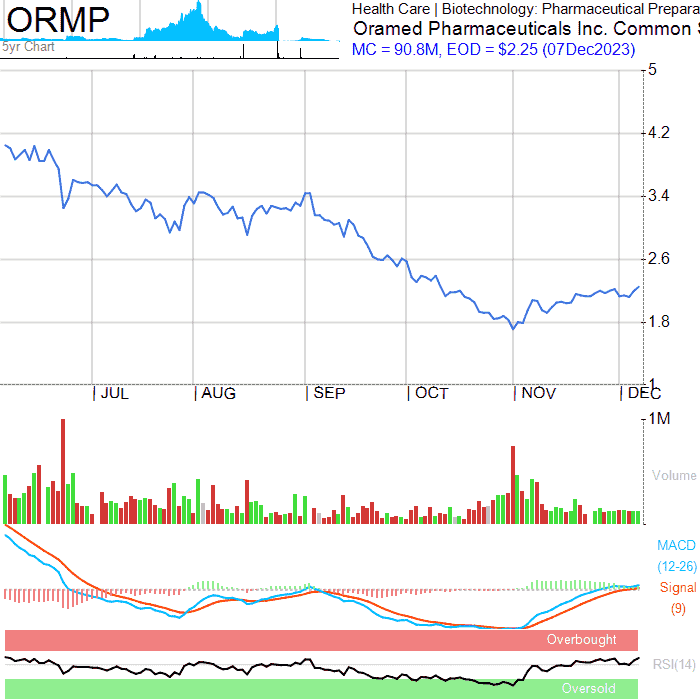 ORMP
5yr Chart
Health Care | Biotechnology: Pharmaceutical Prepara
Oramed Pharmaceuticals Inc. Common S
MC = 90.8M, EOD = $2.25 (07Dec2023)
5
4.2
3.4
2.6
1.8
1
JUL AUG SEP OCT NOV DEC
1M
Volume
MACD
(12-26)
Signal
(9)
Overbought
RSI(14)
Oversold